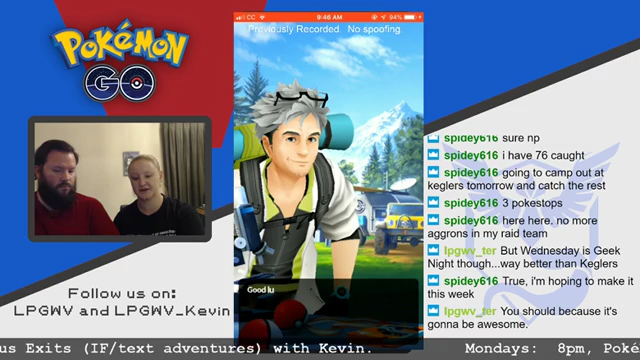 POKÉMON
GO
CC
9:46 AM
94%
Previously Recorded. No spoofing
Good lu
Follow us on:
LPGWV and LPGWV_Kevin
spidey616 sure np
spidey616 i have 76 caught
spidey616 going to camp out at
keglers tomorrow and catch the rest
spidey616 3 pokestops
spidey616 here here. no more
aggrons in my raid team
lpgwv_ter But Wednesday is Geek
Night though...way better than Keglers
spidey616 True, i'm hoping to make it
this week
lpgwv_ter You should because it's
gonna be awesome.
us Exits (IF/text adventures) with Kevin.
Mondays: 8pm, Poké